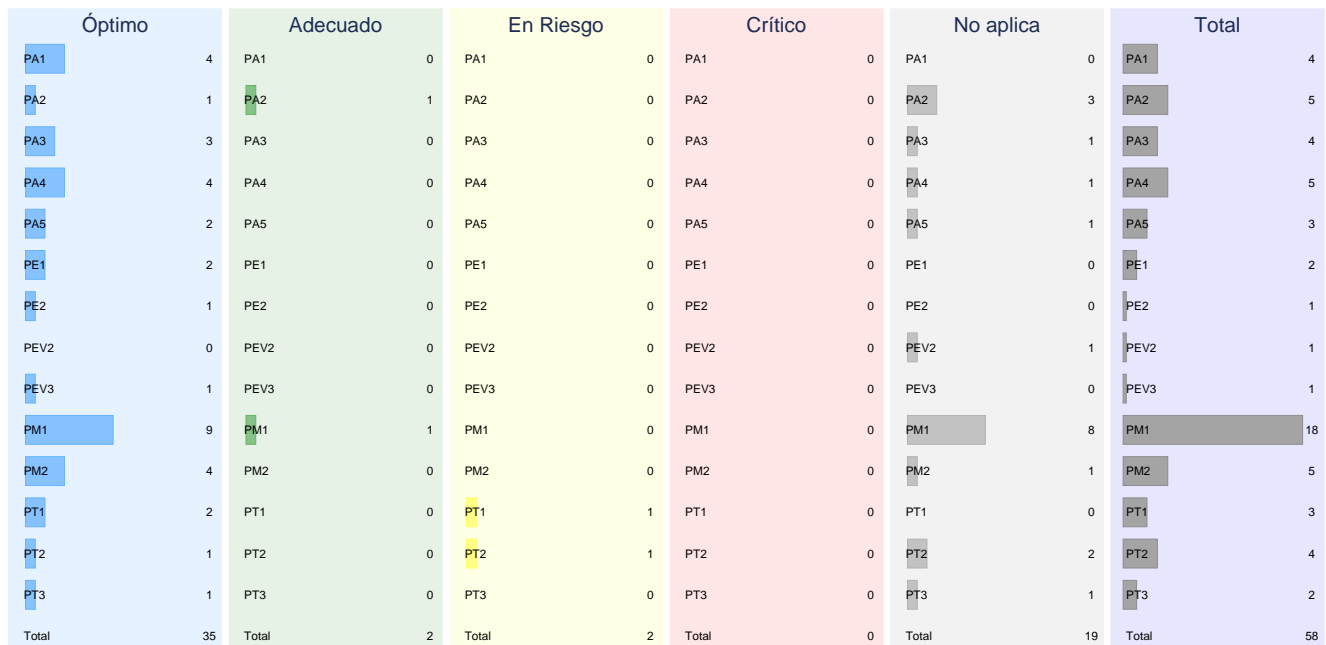 Óptimo Adecuado En Riesgo Crítico No aplica Total
PA1 4 PA1 0 PA1 0 PA1 0 PA1 0 PA1 4
PA2 1 PA2 1 PA2 0 PA2 0 PA2 3 PA2 5
PA3 3 PA3 0 PA3 0 PA3 0 PA3 1 PA3 4
PA4 4 PA4 0 PA4 0 PA4 0 PA4 1 PA4 5
PA5 2 PA5 0 PA5 0 PA5 0 PA5 1 PA5 3
PE1 2 PE1 0 PE1 0 PE1 0 PE1 0 PE1 2
PE2 1 PE2 0 PE2 0 PE2 0 PE2 0 PE2 1
PEV2 0 PEV2 0 PEV2 0 PEV2 0 PEV2 1 PEV2 1
PEV3 1 PEV3 0 PEV3 0 PEV3 0 PEV3 0 PEV3 1
PM1 9 PM1 1 PM1 0 PM1 0 PM1 8 PM1 18
PM2 4 PM2 0 PM2 0 PM2 0 PM2 1 PM2 5
PT1 2 PT1 0 PT1 1 PT1 0 PT1 0 PT1 3
PT2 1 PT2 0 PT2 1 PT2 0 PT2 2 PT2 4
PT3 1 PT3 0 PT3 0 PT3 0 PT3 1 PT3 2
Total 35 Total 2 Total 2 Total 0 Total 19 Total 58